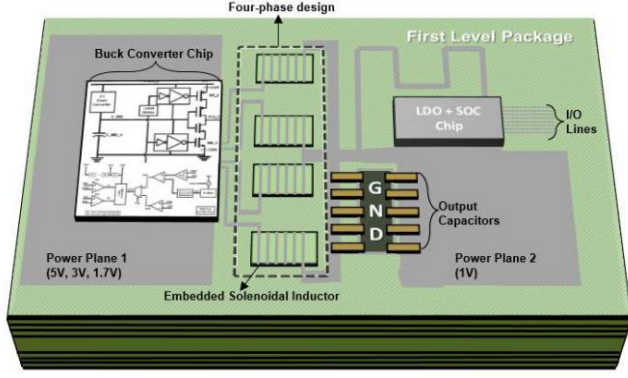 Four-phase design
First Level Package
Buck Converter Chip
LDO + SOC
Chip
I/O
Lines
G
N
D
Output
Capacitors
Power Plane 1
(5V, 3V, 1.7V)
Power Plane 2
(1V)
Embedded Solenoidal Inductor